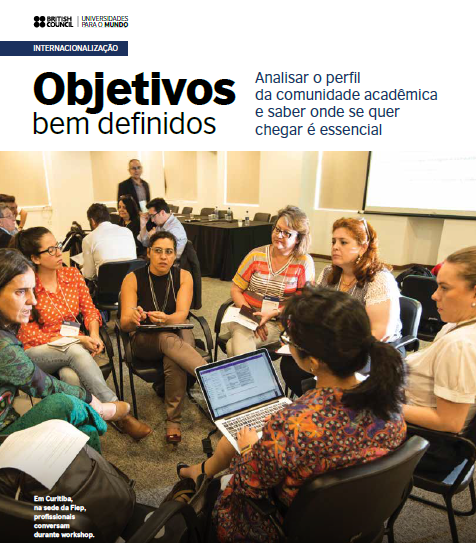 BRITISH
COUNCIL
UNIVERSIDADES
PARA O MUNDO
INTERNACIONALIZAÇÃO
Objetivos
bem definidos
Analisar o perfil
da comunidade acadêmica
e saber onde se quer
chegar é essencial
Em Curitiba,
na sede da Fiep,
profissionais
conversam
durante workshop.